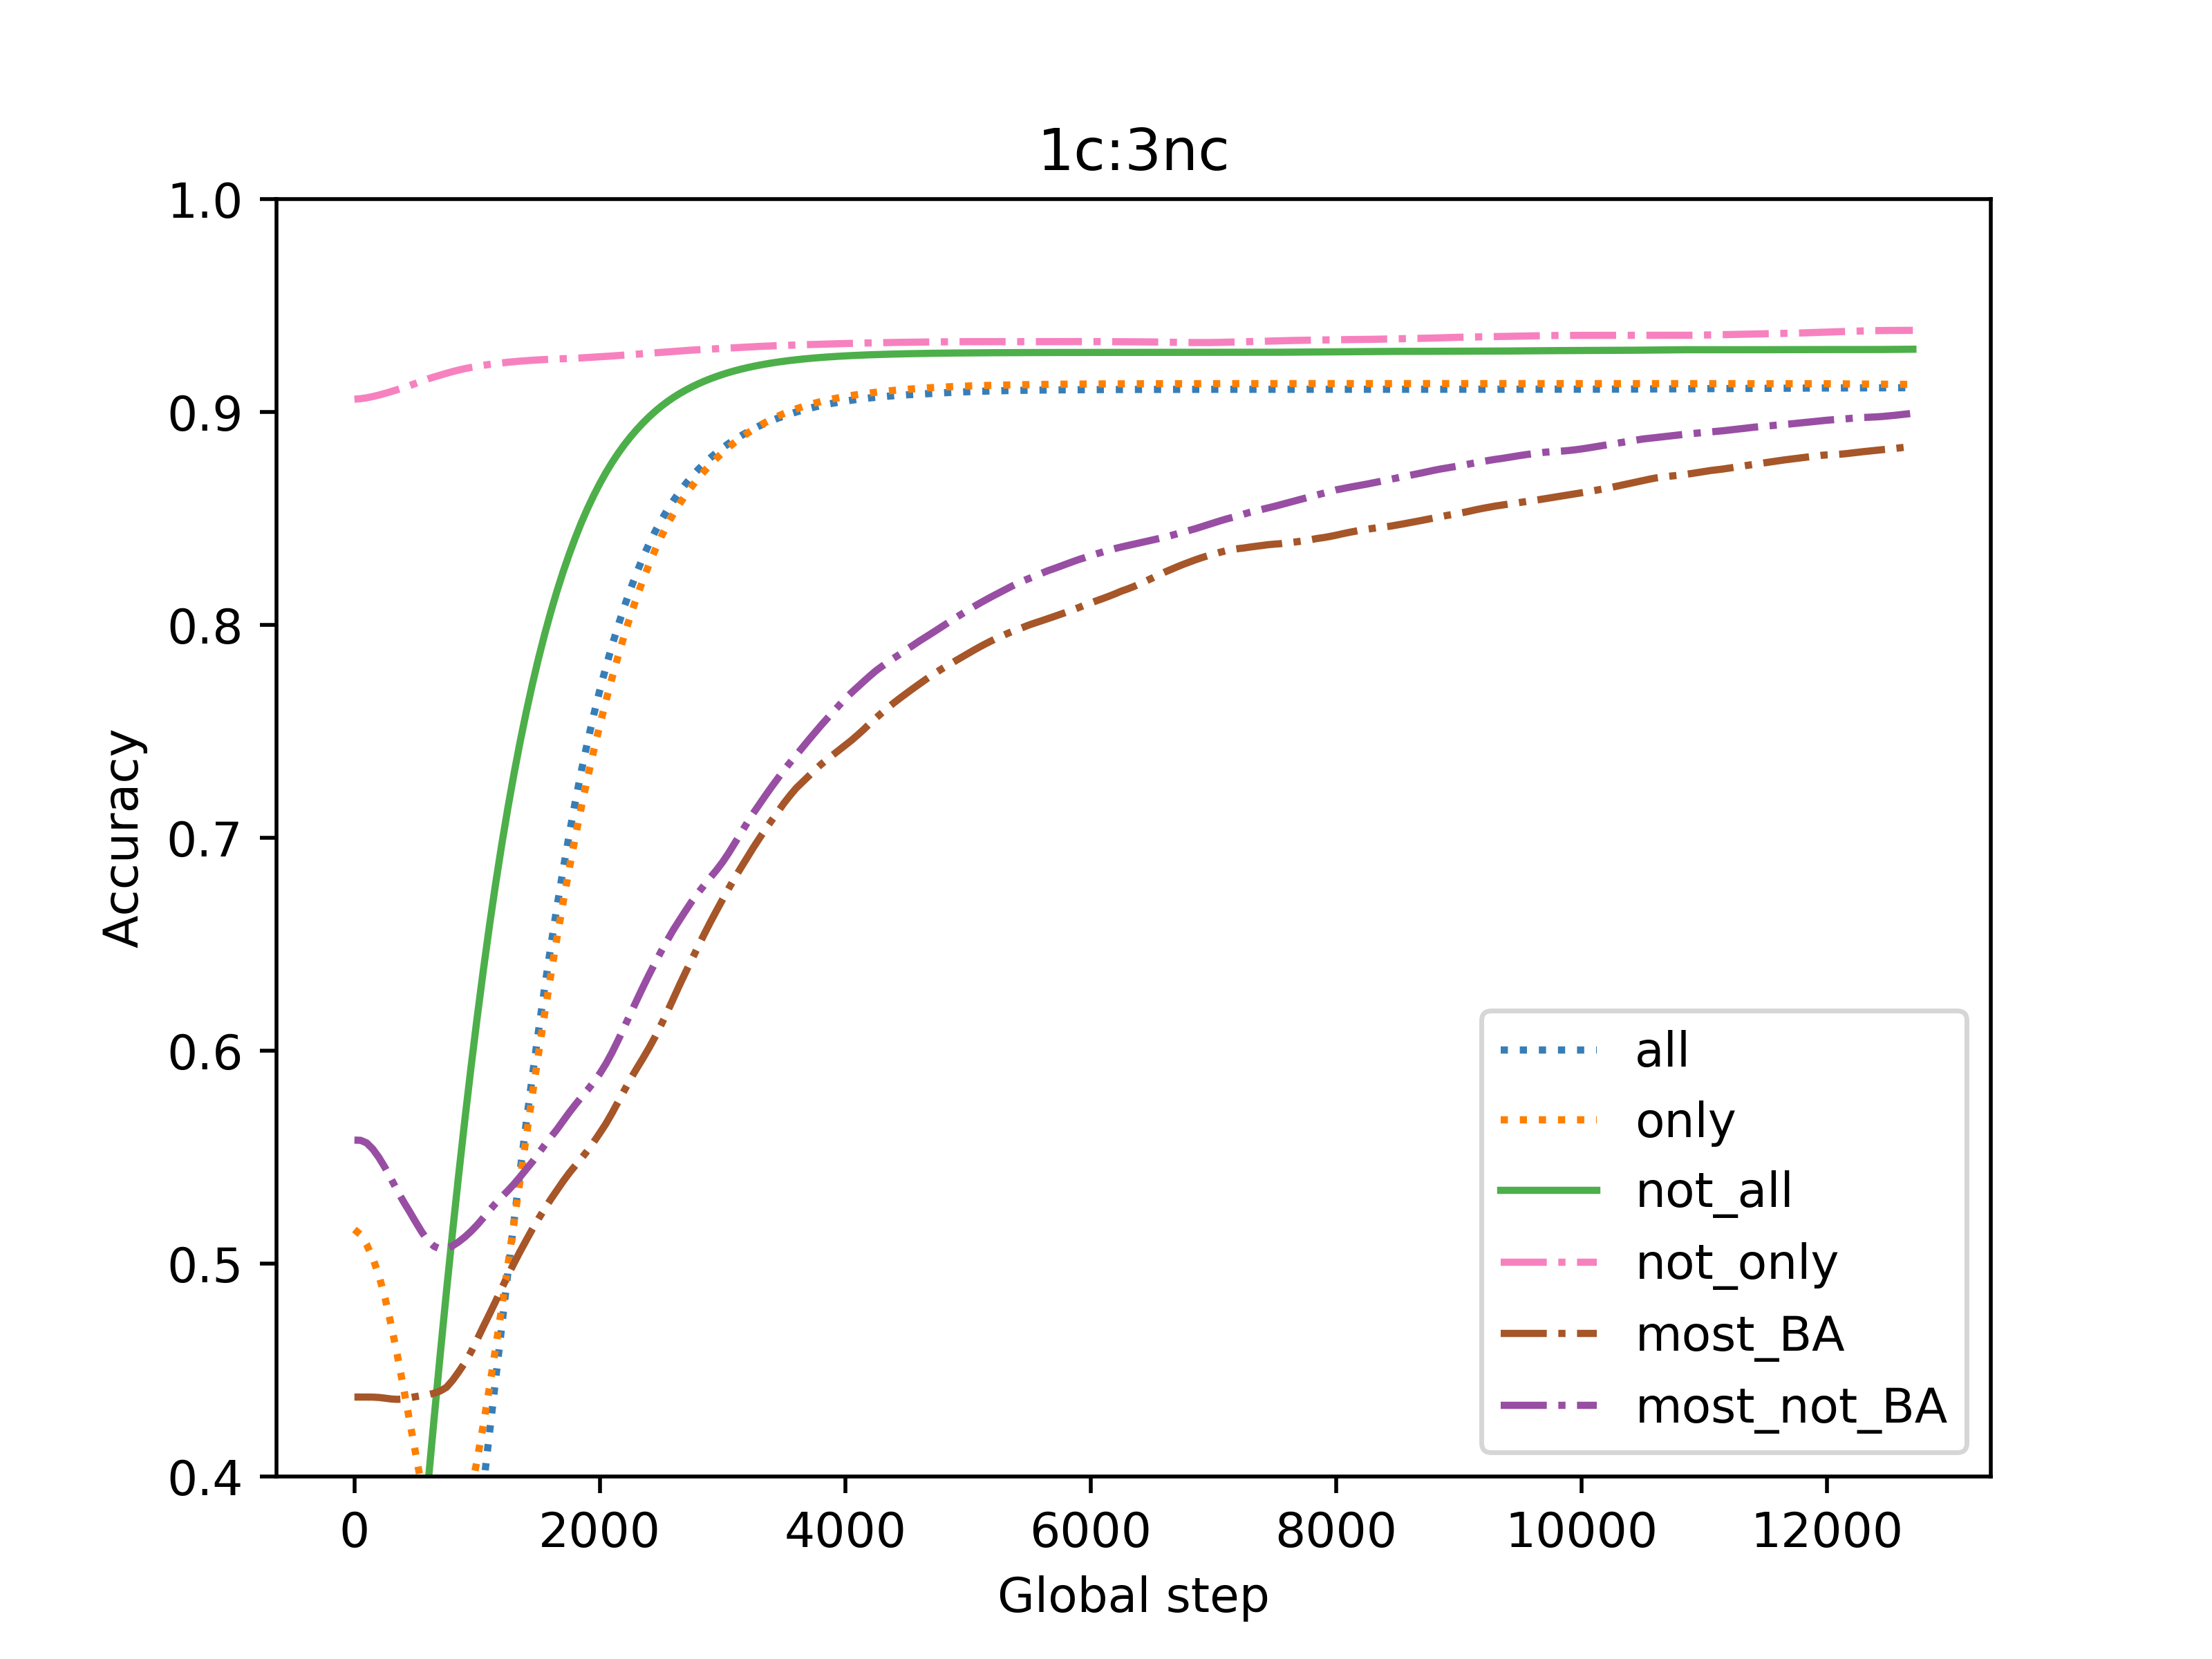 1c:3nc
1.0
0.9
0.8
0.7
0.6
0.5
0.4
Accuracy
all
only
not_all
not_only
most_BA
most_not_BA
0 2000 4000 6000 8000 10000 12000
Global step